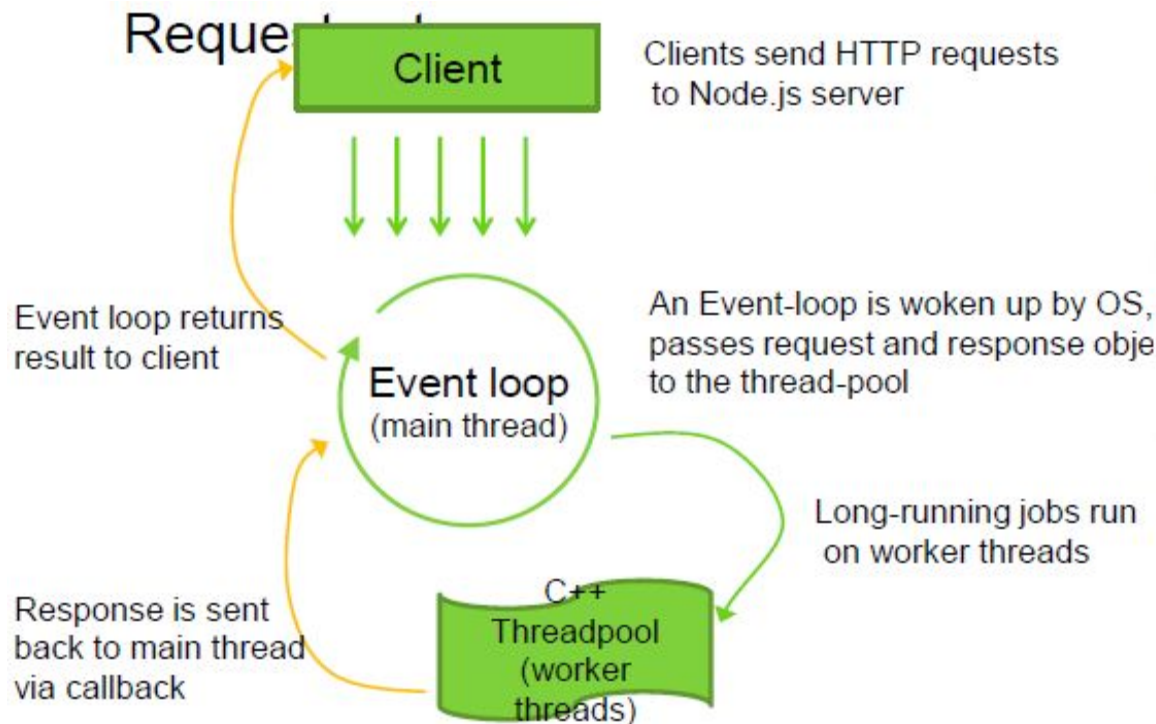 Reque
Client
Clients send HTTP requests
to Node.js server
Event loop returns
result to client
An Event-loop is woken up by OS,
passes request and response obje
to the thread-pool
Event loop
(main thread)
Long-running jobs run
on worker threads
Response is sent
back to main thread
via callback
C++
Threadpool
(worker
threads)